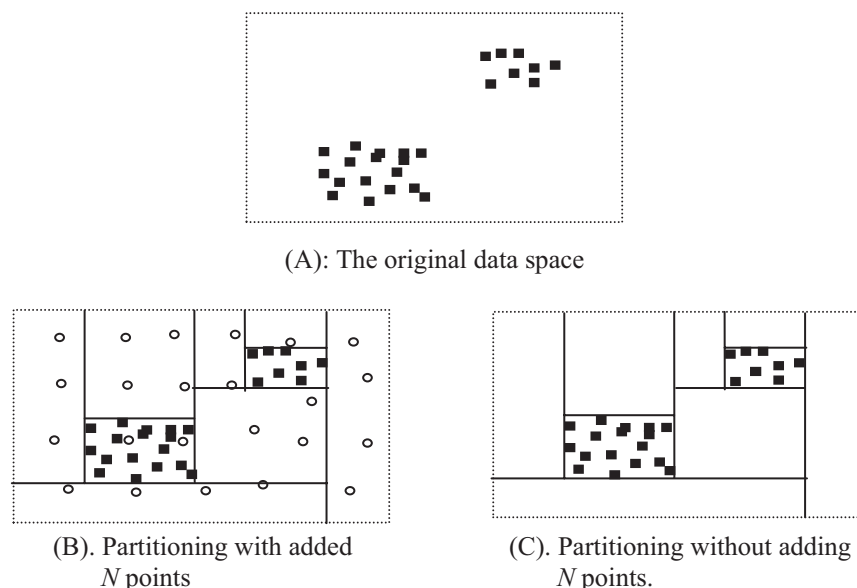 (A): The original data space
(B). Partitioning with added
N points
(C). Partitioning without adding
N points.